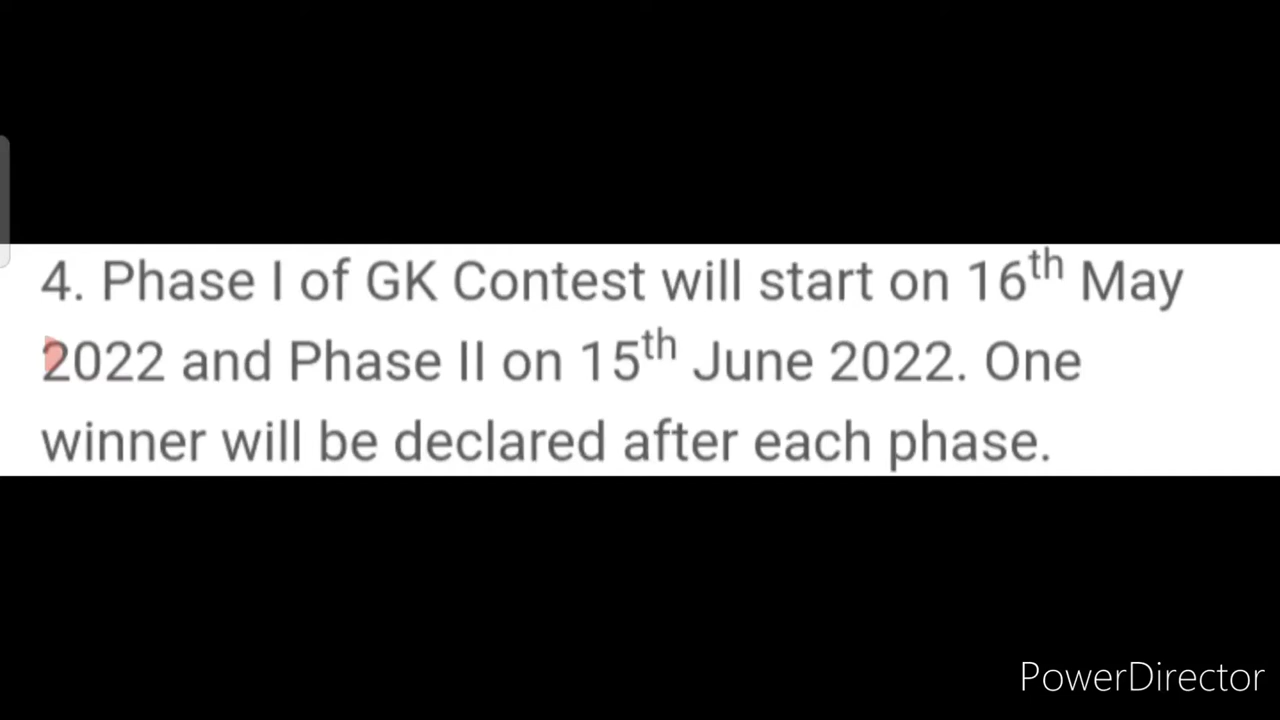 4. Phase I of GK Contest will start on 16th May
2022 and Phase II on 15th June 2022. One
winner will be declared after each phase.
PowerDirector